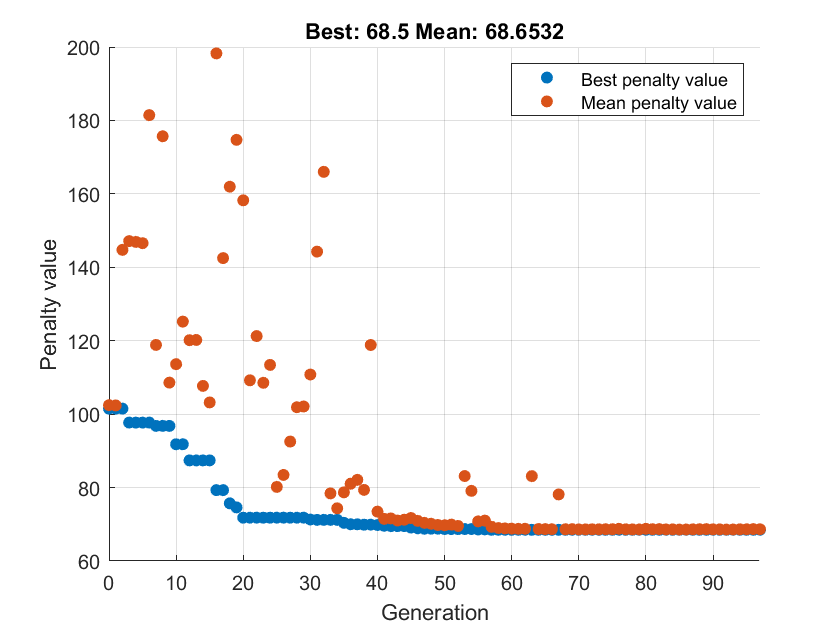 Best: 68.5 Mean: 68.6532
Best penalty value
Mean penalty value
200
180
160
140
120
100
80
60
Penalty value
0 10 20 30 40 50 60 70 80 90
Generation